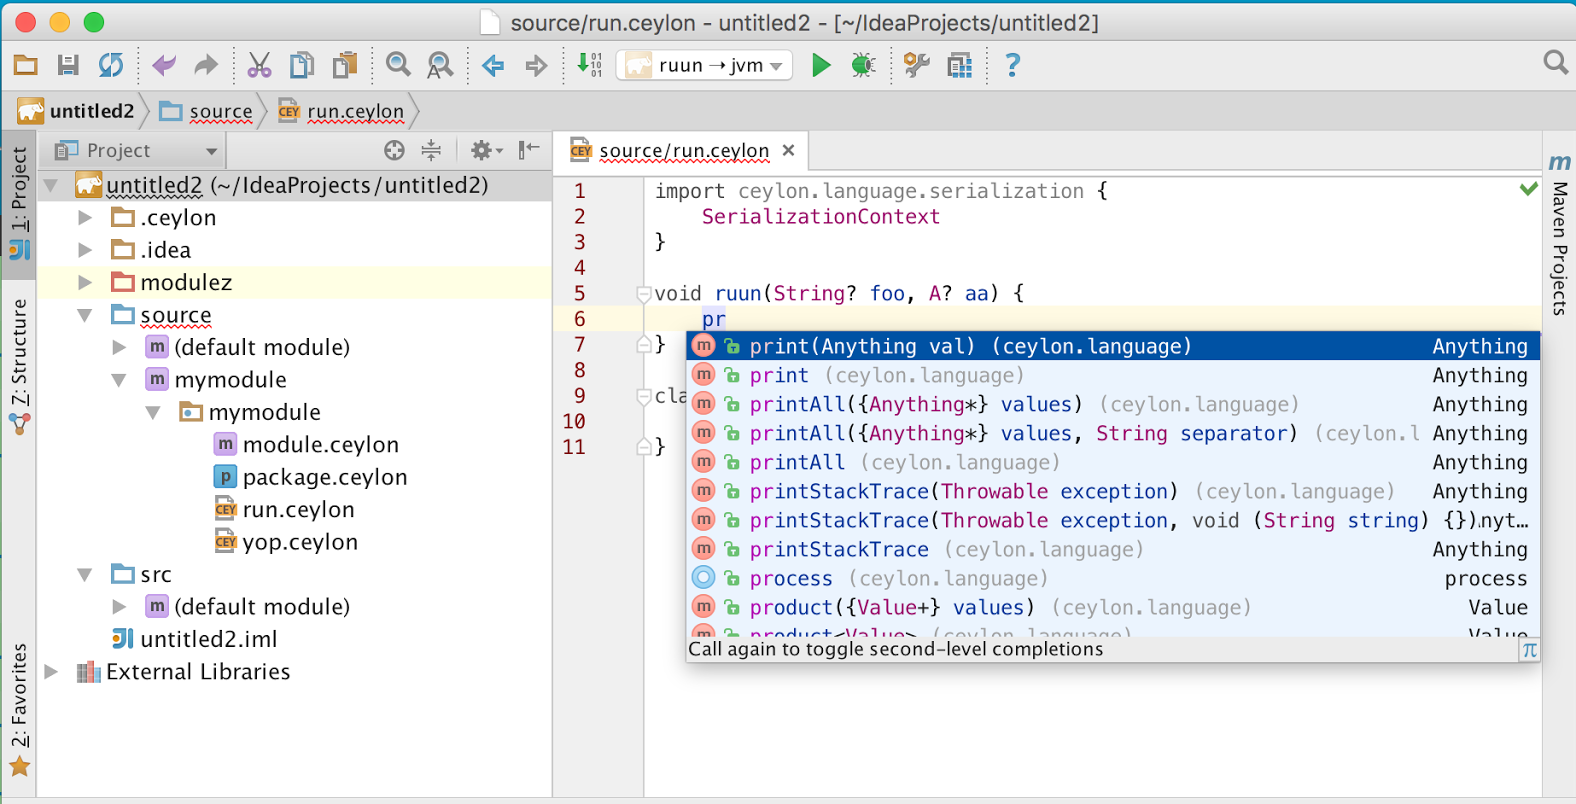 source/run.ceylon - untitled2 - [~/IdeaProjects/untitled2]
ruun → jvm
untitled2 source run.ceylon
1: Project
7: Structure
2: Favorites
Project
untitled2 (~/IdeaProjects/untitled2)
.ceylon
.idea
modulez
source
(default module)
mymodule
mymodule
module.ceylon
package.ceylon
run.ceylon
yop.ceylon
src
(default module)
untitled2.iml
External Libraries
source/run.ceylon
1 import ceylon.language.serialization {
2 SerializationContext
3 }
4
5 void ruun(String? foo, A? aa) {
6 pr
7 }
8
9 cla
10
11 }
print(Anything val) (ceylon.language) Anything
print (ceylon.language) Anything
printAll({Anything*} values) (ceylon.language) Anything
printAll({Anything*} values, String separator) (ceylon.l Anything
printAll (ceylon.language) Anything
printStackTrace(Throwable exception) (ceylon.language) Anything
printStackTrace(Throwable exception, void (String string) {}) nyt...
printStackTrace (ceylon.language) Anything
process (ceylon.language) process
product({Value+} values) (ceylon.language) Value
product<Value> (ceylon.language) Value
Call again to toggle second-level completions
π
m
Maven Projects